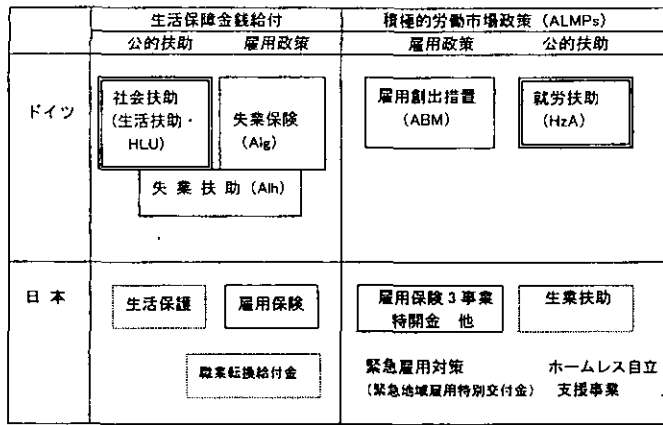 生活保障金銭給付
積極的労働市場政策(ALMPs)
公的扶助 雇用政策
雇用政策 公的扶助
ドイツ
社会扶助
(生活扶助・
HLU)
失業保険
(Alg)
失業扶助(Alh)
雇用創出措置
(ABM)
就労扶助
(HzA)
日本
生活保護
雇用保険
職業転換給付金
雇用保険3事業
特開金 他
生業扶助
緊急雇用対策
(緊急地域雇用特別交付金)
ホームレス自立
支援事業